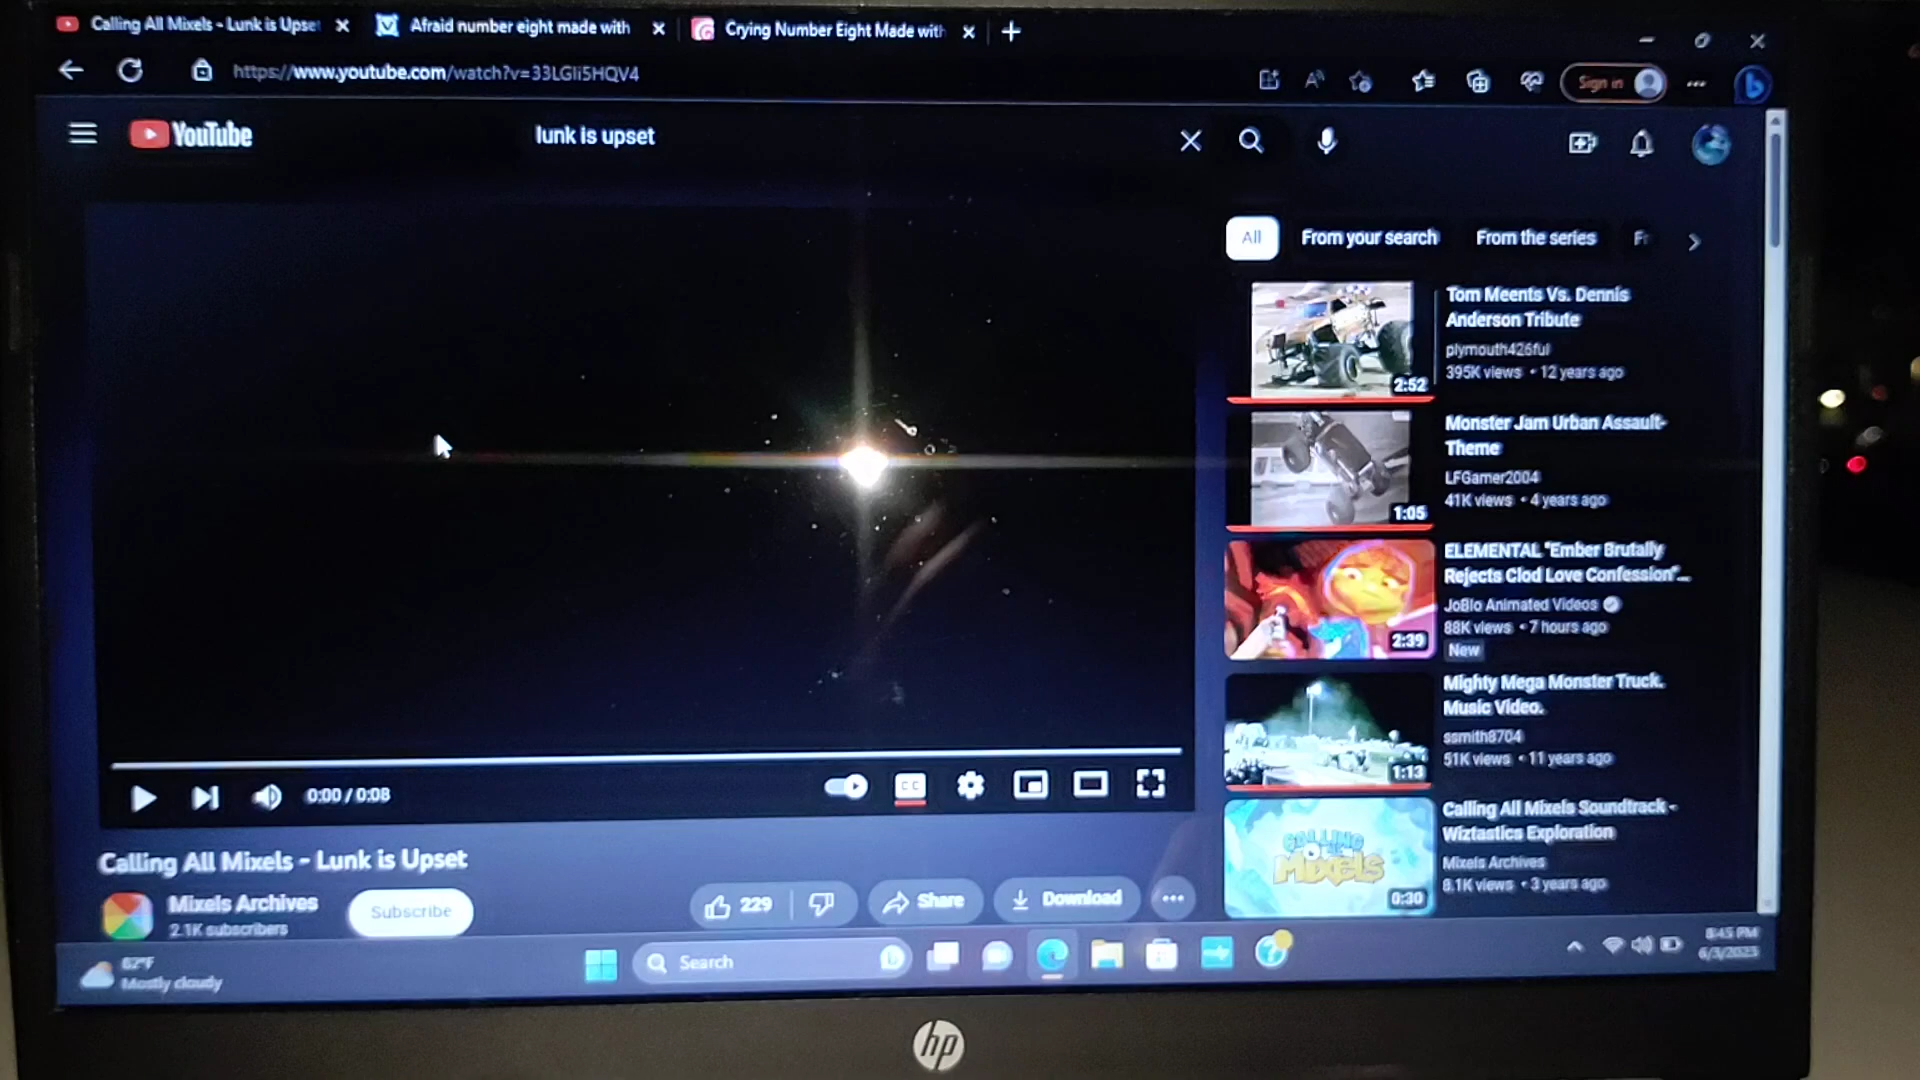 Calling All Mixels - Lunk is Upset
Afraid number eight made with
Crying Number Eight Made with
https://www.youtube.com/watch?v=33LGIi5HQV4
Sign in
YouTube
lunk is upset
All
From your search
From the series
Tom Meents Vs. Dennis
Anderson Tribute
plymouth426ful
395K views • 12 years ago
2:52
Monster Jam Urban Assault-
Theme
LFGamer2004
41K views • 4 years ago
1:05
ELEMENTAL "Ember Brutally
Rejects Clod Love Confession"...
JoBlo Animated Videos
88K views • 7 hours ago
New
2:39
Mighty Mega Monster Truck.
Music Video.
ssmith8704
51K views • 11 years ago
1:13
Calling All Mixels Soundtrack -
Wiztastics Exploration
Mixels Archives
8.1K views • 3 years ago
CALLING
ALL
MIXELS
0:30
0:00 / 0:08
CC
Calling All Mixels - Lunk is Upset
Mixels Archives
2.1K subscribers
Subscribe
229
Share
Download
62°F
Mostly cloudy
Search
8:45 PM
6/3/2023
hp